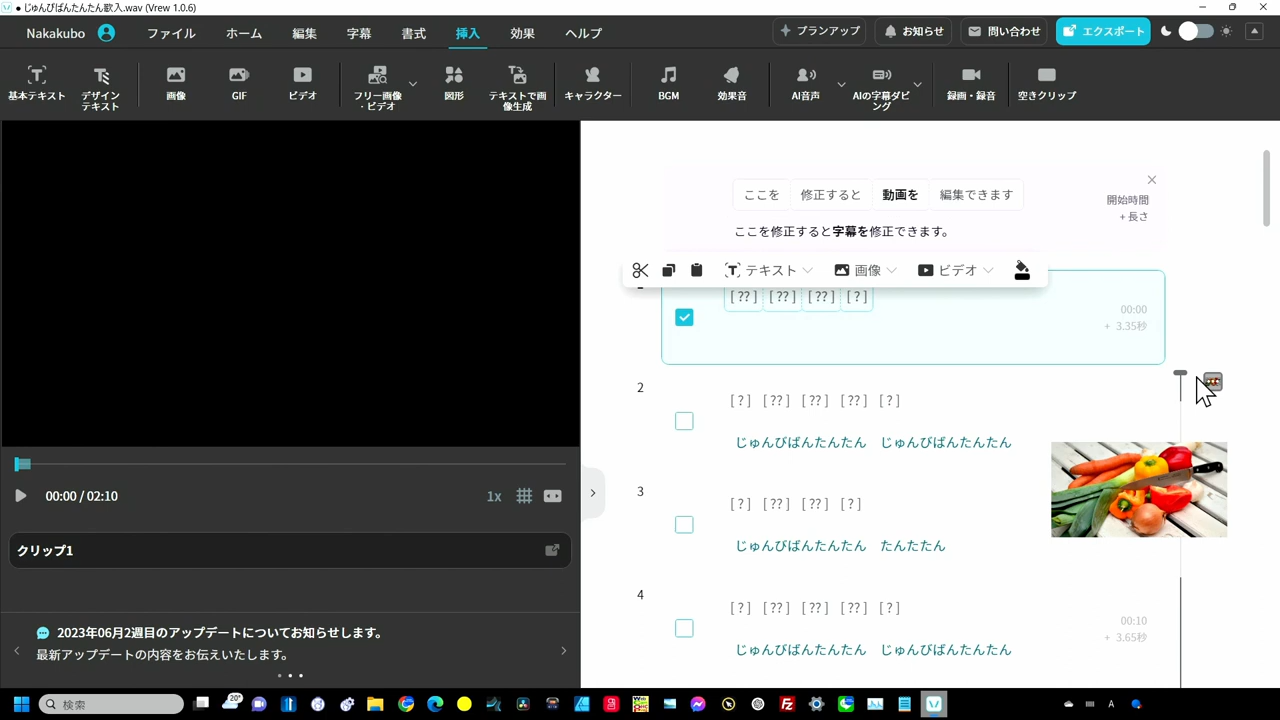 ● じゅんびばんたんたん歌入.wav (Vrew 1.0.6)
Nakakubo ファイル ホーム 編集 字幕 書式 挿入 効果 ヘルプ プランアップ お知らせ 問い合わせ エクスポート
基本テキスト デザインテキスト 画像 GIF ビデオ フリー画像・ビデオ 図形 テキストで画像生成 キャラクター BGM 効果音 AI音声 AIの字幕ダビング 録画・録音 空きクリップ
ここを 修正すると 動画を 編集できます
開始時間
+ 長さ
ここを修正すると字幕を修正できます。
テキスト 画像 ビデオ
[??] [??] [??] [?]
00:00
+ 3.35秒
2
[?] [??] [??] [??] [?]
じゅんびばんたんたん じゅんびばんたんたん
3
[?] [??] [??] [?]
じゅんびばんたんたん たんたたん
4
[?] [??] [??] [??] [?]
00:10
+ 3.65秒
じゅんびばんたんたん じゅんびばんたんたん
00:00 / 02:10 1x
クリップ1
2023年06月2週目のアップデートについてお知らせします。
最新アップデートの内容をお伝えいたします。
検索 20° A